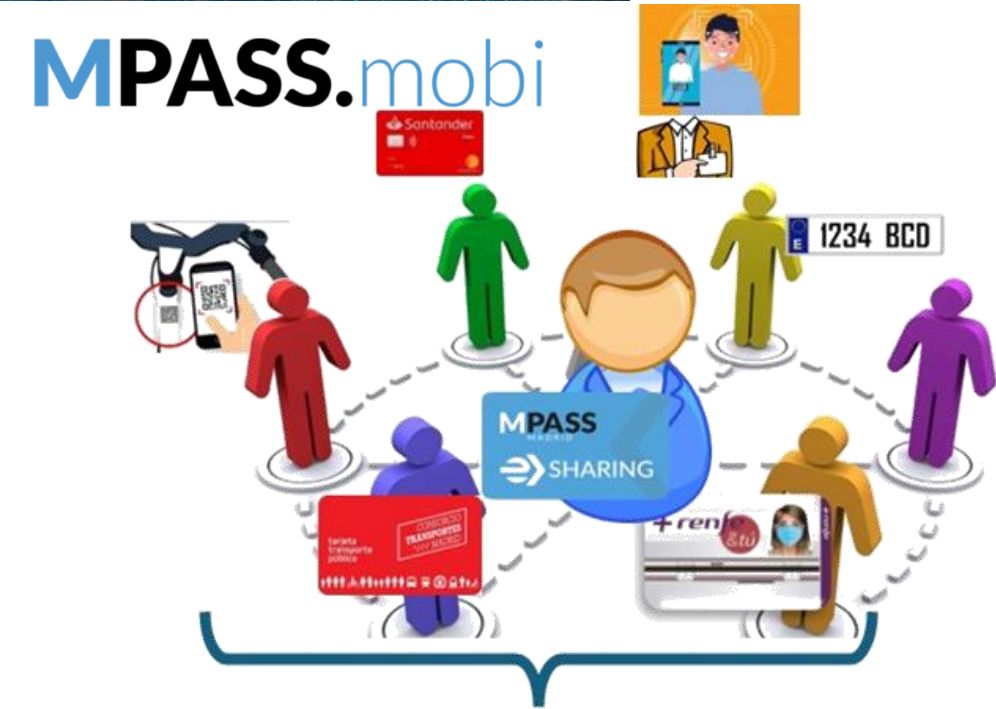 MPASS.mobi
Santander
1234 BCD
E
MPASS
MADRID
SHARING
CONSORCIO
TRANSPORTES
MADRID
tarjeta
transporte
público
+ renfe
&tú